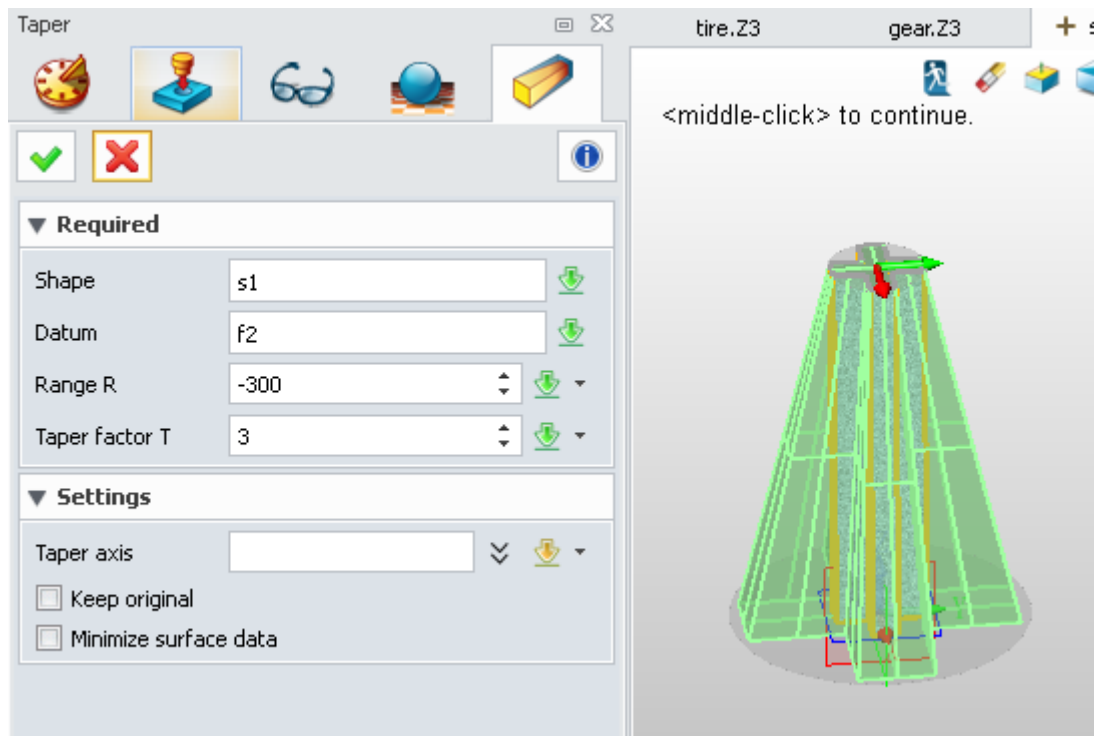 Taper
tire.Z3
gear.Z3
<middle-click> to continue.
Required
Shape
s1
Datum
f2
Range R
-300
Taper factor T
3
Settings
Taper axis
Keep original
Minimize surface data